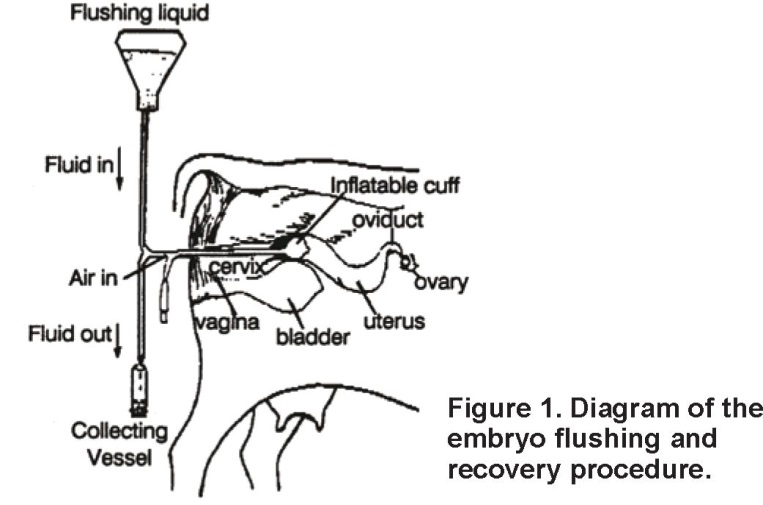 Flushing liquid
Fluid in
Inflatable cuff
oviduct
Air in
cervix
ovary
vagina
bladder
uterus
Fluid out
Collecting
Vessel
Figure 1. Diagram of the
embryo flushing and
recovery procedure.